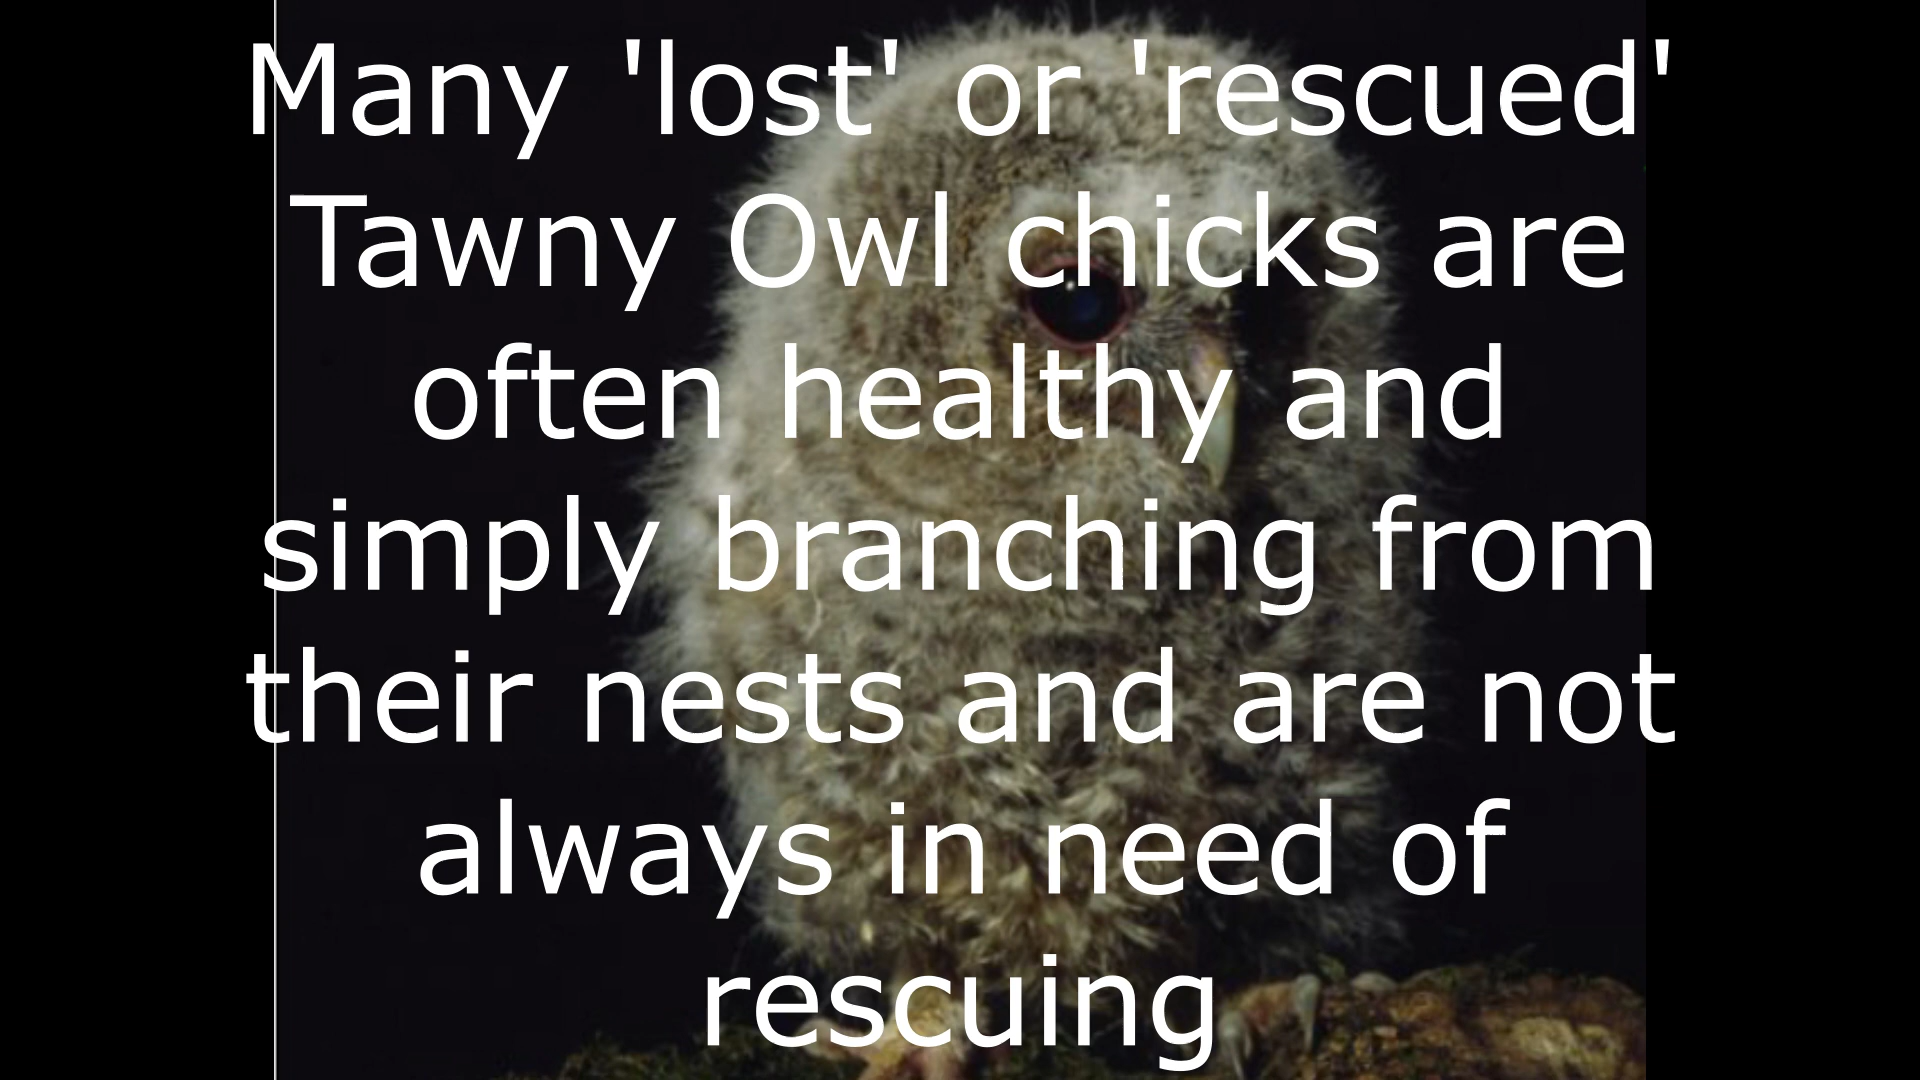 Many 'lost' or 'rescued'
Tawny Owl chicks are
often healthy and
simply branching from
their nests and are not
always in need of
rescuing